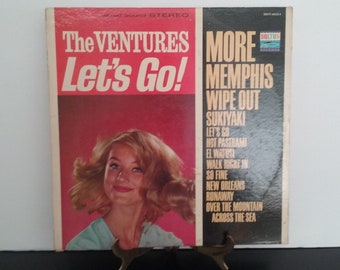 STEREO
The VENTURES
Let's Go!
DOLTON
MORE
MEMPHIS
WIPE OUT
SUKIYAKI
LET'S GO
HOT PASTRAMI
EL WATUSI
WALK RIGHT IN
SO FINE
NEW ORLEANS
RUNAWAY
OVER THE MOUNTAIN
ACROSS THE SEA